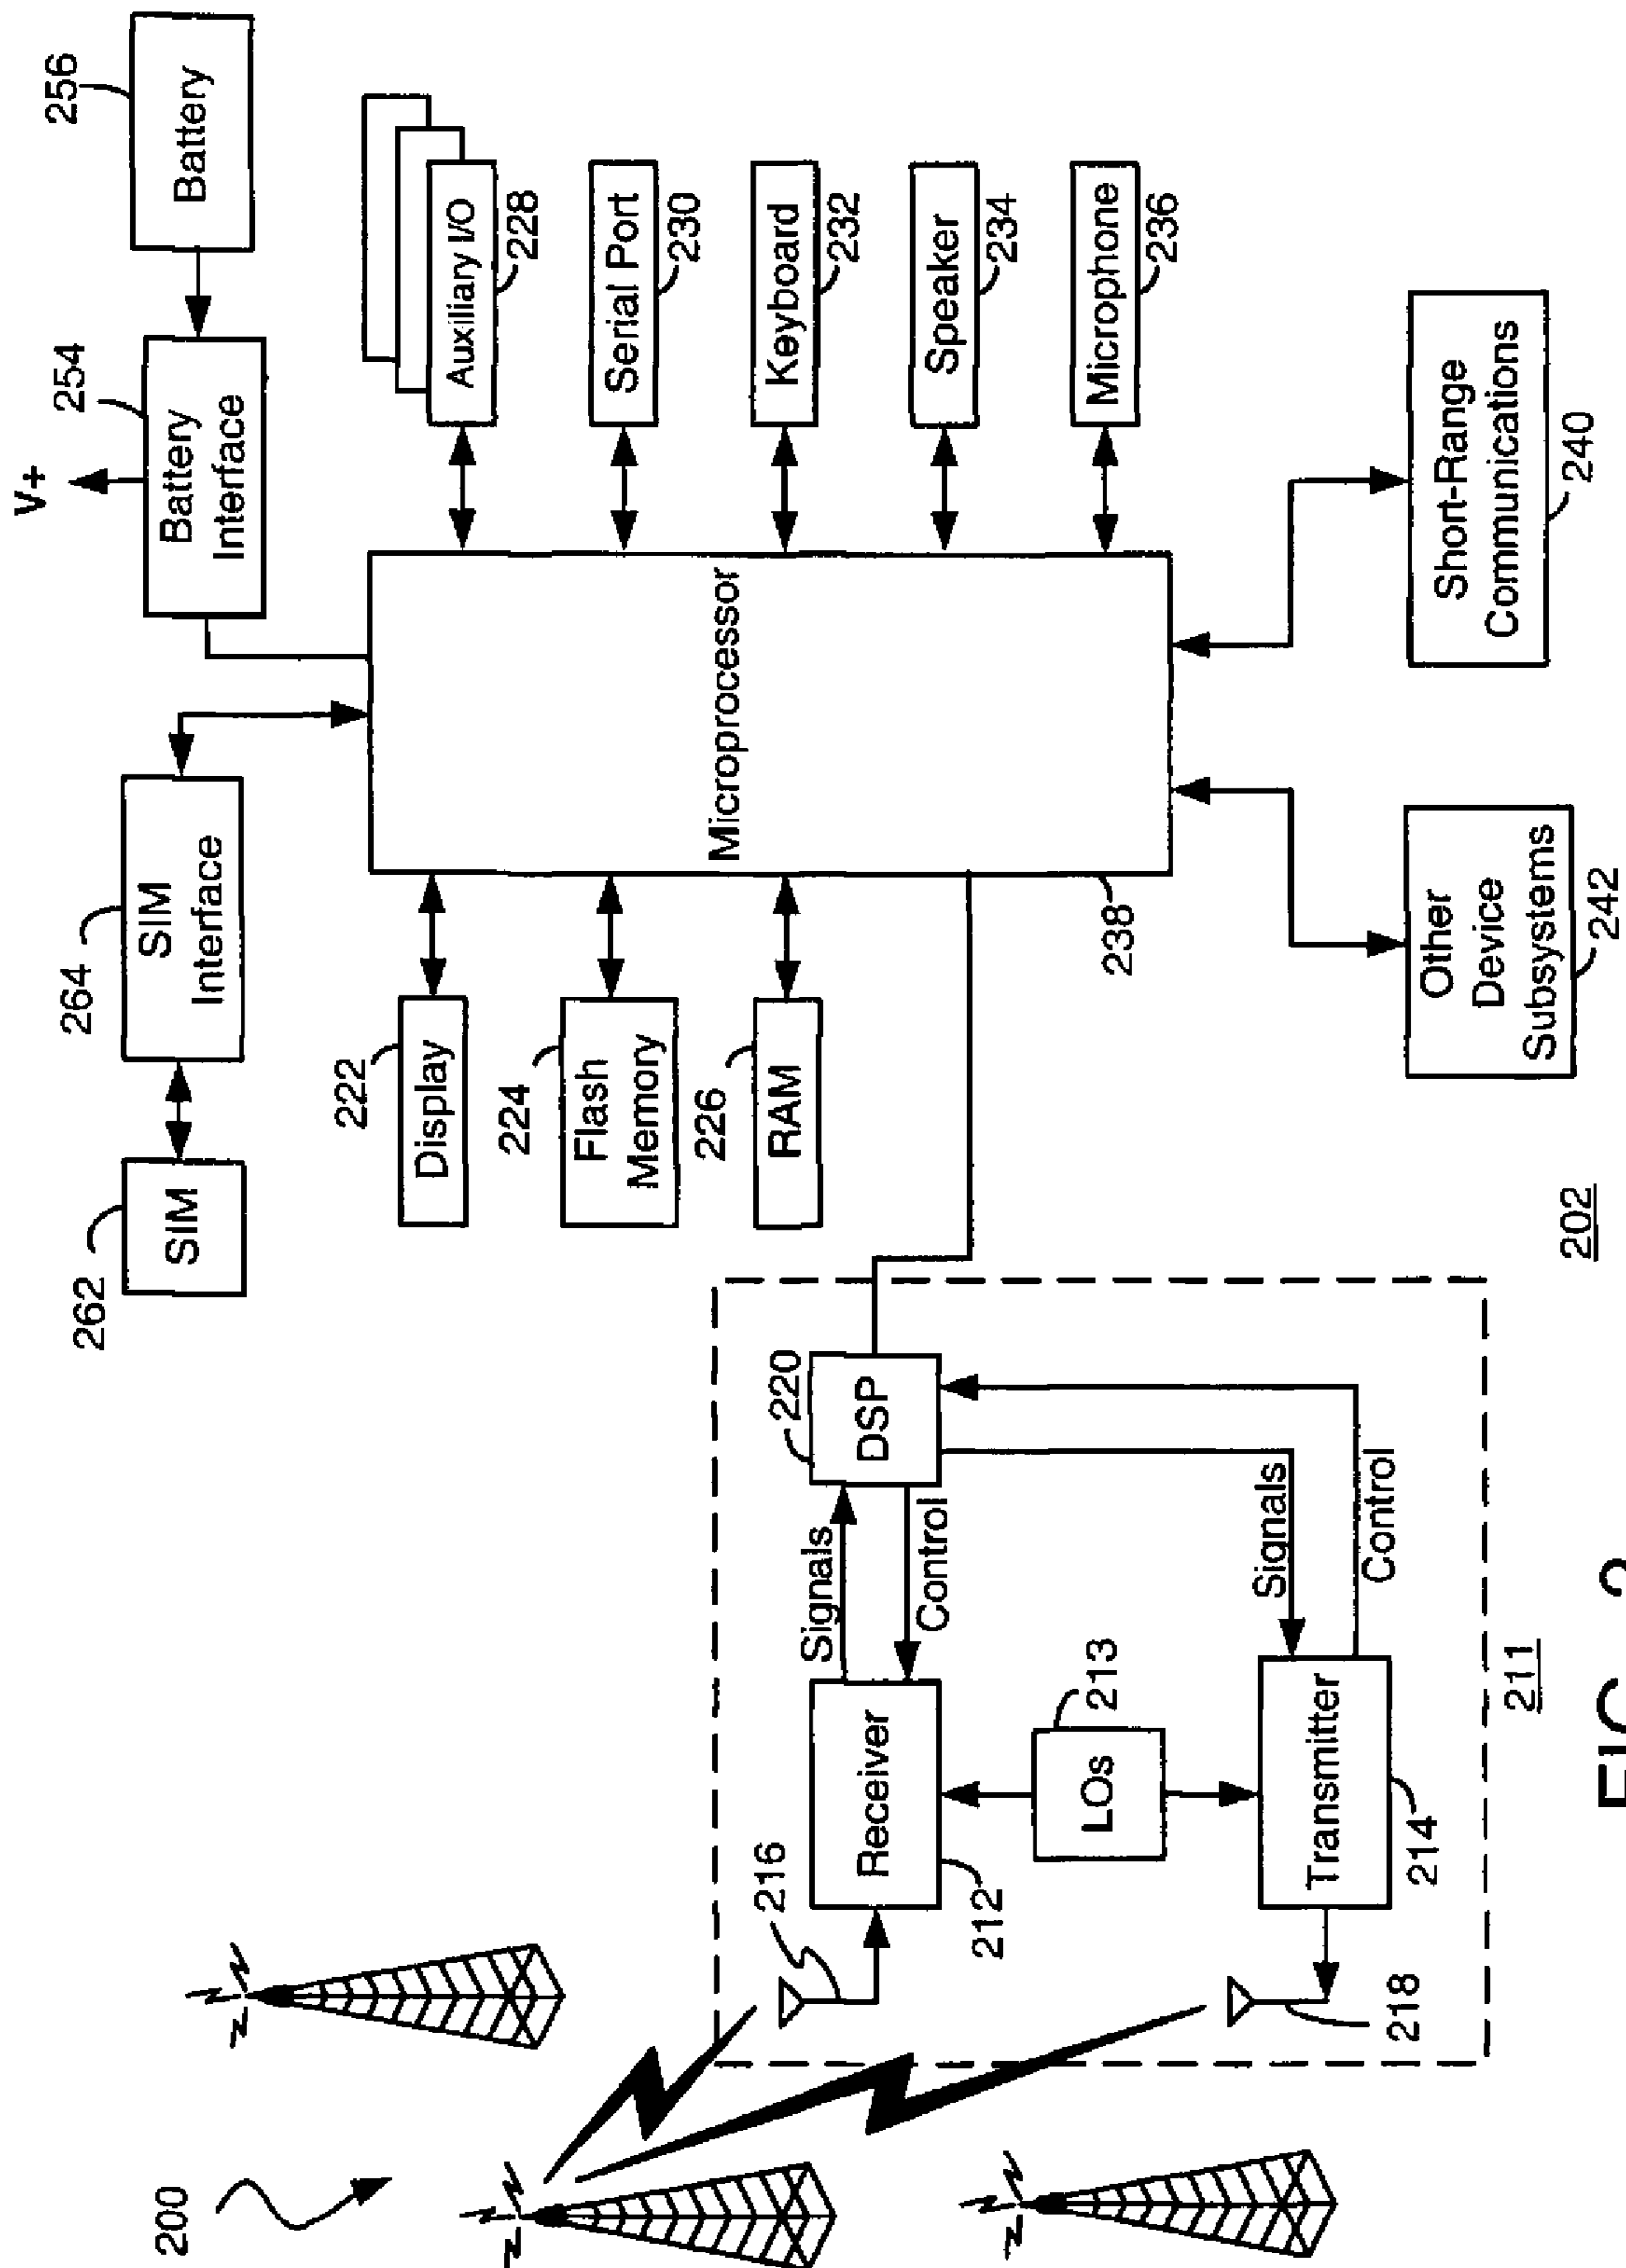 200
262
SIM
264
SIM
Interface
V+
254
Battery
Interface
256
Battery
222
Display
224
Flash
Memory
226
RAM
Microprocessor
238
Auxiliary I/O
228
Serial Port
230
Keyboard
232
Speaker
234
Microphone
236
216
Receiver
212
Signals
Control
220
DSP
LOs
213
Signals
Control
Transmitter
214
218
211
202
Other
Device
Subsystems
242
Short-Range
Communications
240